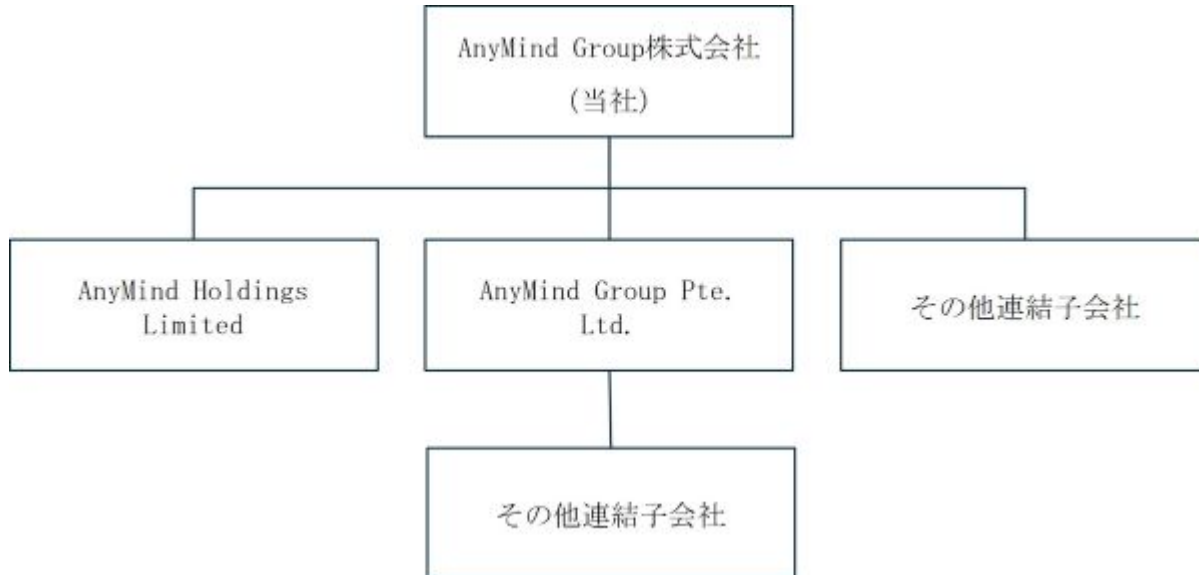 AnyMind Group株式会社
(当社)
AnyMind Holdings
Limited
AnyMind Group Pte.
Ltd.
その他連結子会社
その他連結子会社